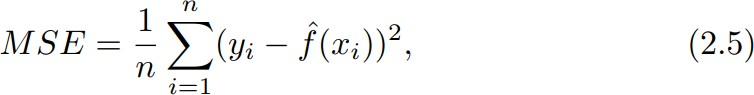 MSE = \frac{1}{n} \sum_{i=1}^{n} (y_i - \hat{f}(x_i))^2, (2.5)